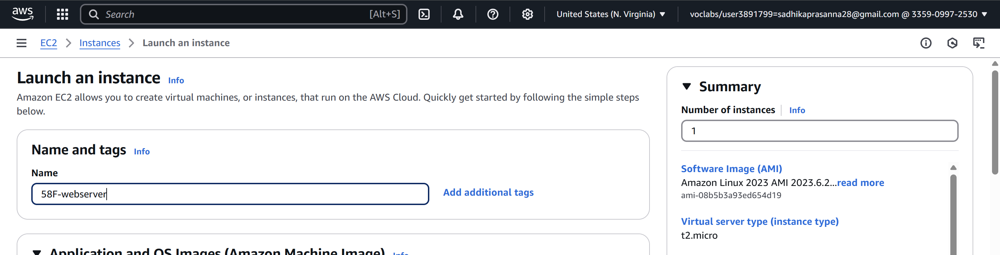 aws
Search [Alt+S]
United States (N. Virginia)
voclabs/user3891799=sadhikaprasanna28@gmail.com @ 3359-0997-2530
EC2 Instances Launch an instance
Launch an instance Info
Amazon EC2 allows you to create virtual machines, or instances, that run on the AWS Cloud. Quickly get started by following the simple steps
below.
Name and tags Info
Name
58F-webserver
Add additional tags
Application and OS Images (Amazon Machine Image) Info
Summary
Number of instances Info
1
Software Image (AMI)
Amazon Linux 2023 AMI 2023.6.2...read more
ami-08b5b3a93ed654d19
Virtual server type (instance type)
t2.micro